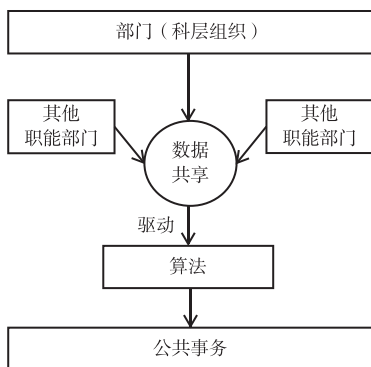 部门（科层组织）
其他
职能部门
其他
职能部门
数据
共享
驱动
算法
公共事务